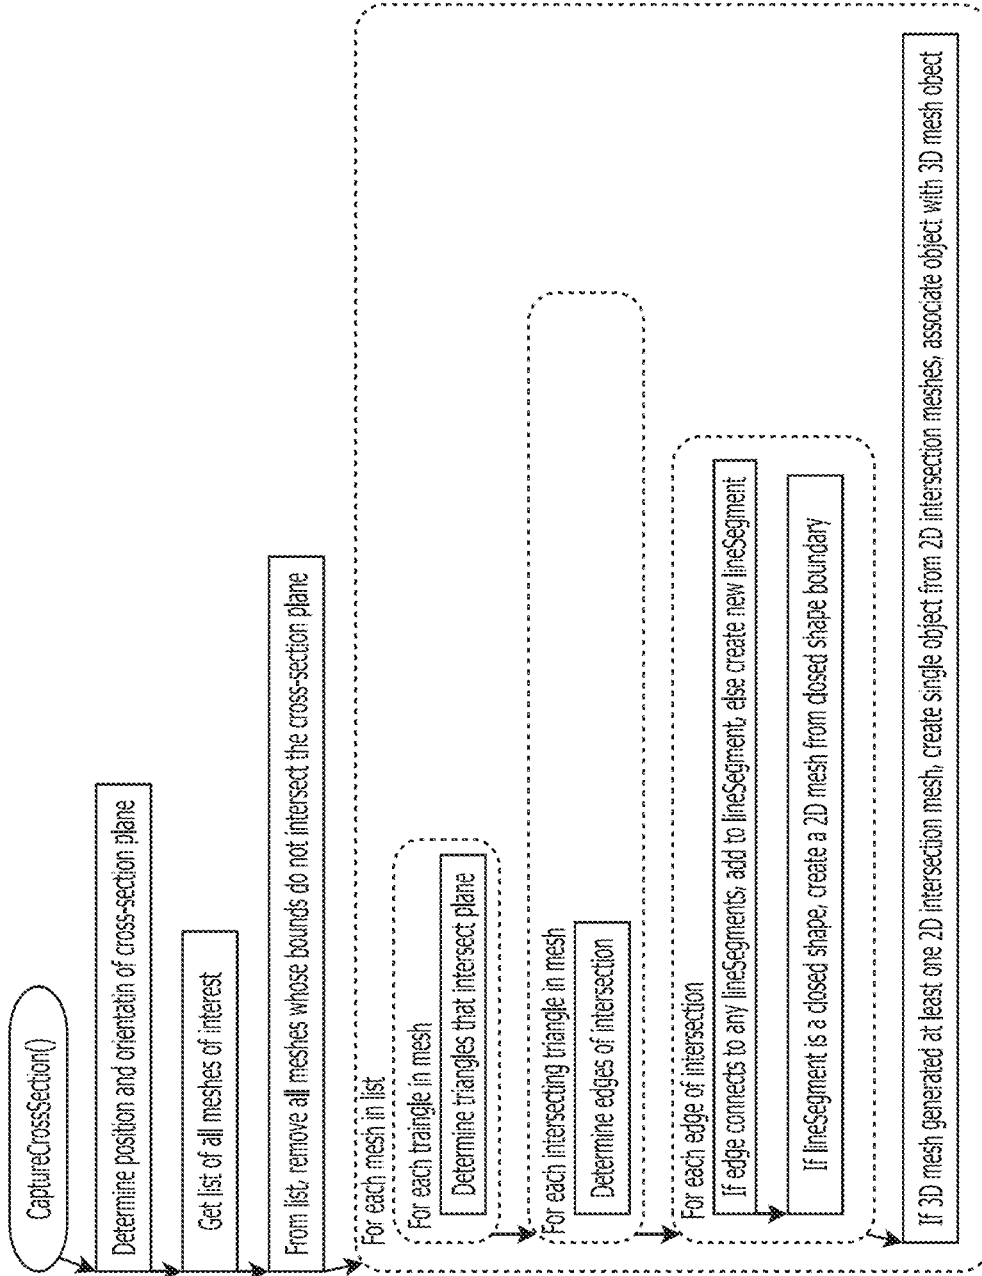 CaptureCrossSection()
Determine position and orientatin of cross-section plane
Get list of all meshes of interest
From list, remove all meshes whose bounds do not intersect the cross-section plane
For each mesh in list
For each traingle in mesh
Determine triangles that intersect plane
For each intersecting triangle in mesh
Determine edges of intersection
For each edge of intersection
If edge connects to any lineSegments, add to lineSegment, else create new lineSegment
If lineSegment is a closed shape, create a 2D mesh from closed shape boundary
If 3D mesh generated at least one 2D intersection mesh, create single object from 2D intersection meshes, associate object with 3D mesh obect